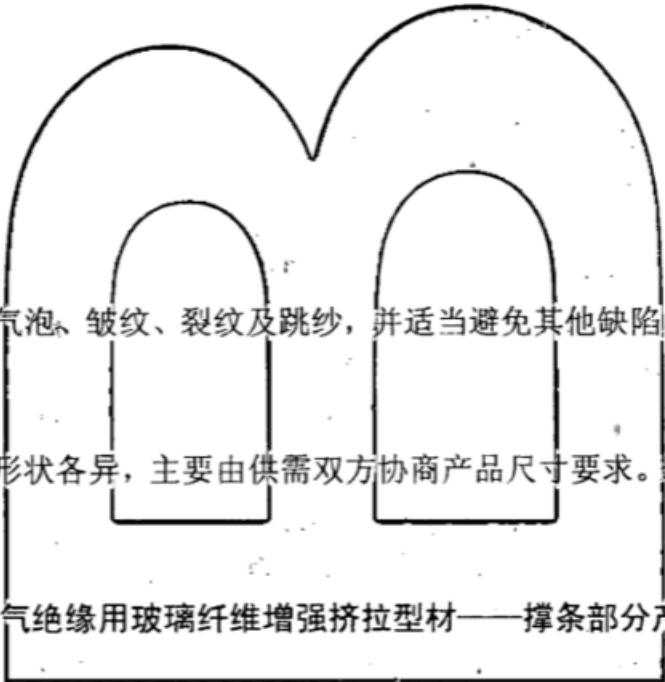 气泡、皱纹、裂纹及跳纱，并适当避免其他缺陷
形状各异，主要由供需双方协商产品尺寸要求。
气绝缘用玻璃纤维增强挤拉型材——撑条部分